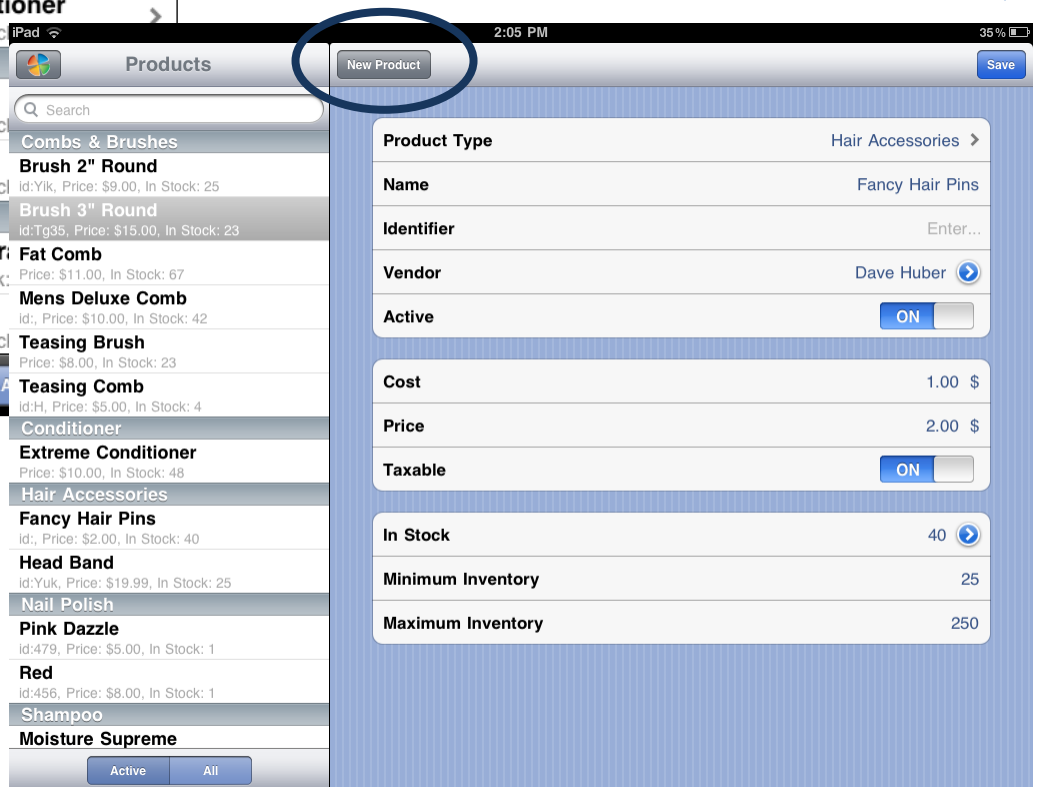 tioner
iPad 2:05 PM 35%
Products
New Product
Save
Search
Combs & Brushes
Brush 2" Round
id:Yik, Price: $9.00, In Stock: 25
Brush 3" Round
id:Tg35, Price: $15.00, In Stock: 23
Fat Comb
Price: $11.00, In Stock: 67
Mens Deluxe Comb
id:, Price: $10.00, In Stock: 42
Teasing Brush
Price: $8.00, In Stock: 23
Teasing Comb
id:H, Price: $5.00, In Stock: 4
Conditioner
Extreme Conditioner
Price: $10.00, In Stock: 48
Hair Accessories
Fancy Hair Pins
id:, Price: $2.00, In Stock: 40
Head Band
id:Yuk, Price: $19.99, In Stock: 25
Nail Polish
Pink Dazzle
id:479, Price: $5.00, In Stock: 1
Red
id:456, Price: $8.00, In Stock: 1
Shampoo
Moisture Supreme
Active All
Product Type Hair Accessories
Name Fancy Hair Pins
Identifier Enter...
Vendor Dave Huber
Active ON
Cost 1.00 $
Price 2.00 $
Taxable ON
In Stock 40
Minimum Inventory 25
Maximum Inventory 250